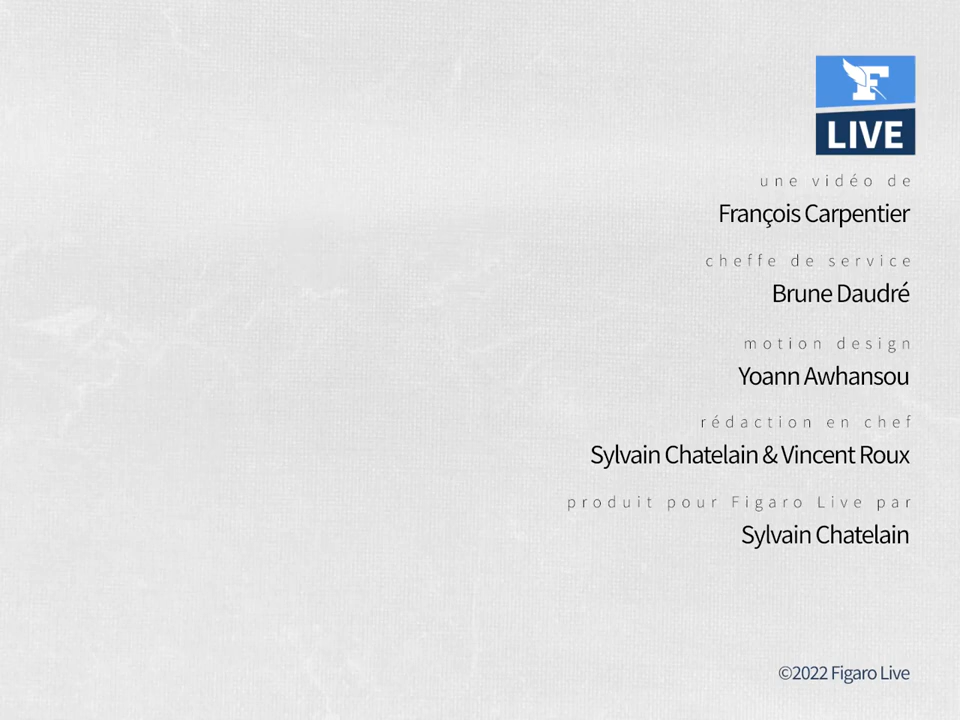 F
LIVE
une vidéo de
François Carpentier
cheffe de service
Brune Daudré
motion design
Yoann Awhansou
rédaction en chef
Sylvain Chatelain & Vincent Roux
produit pour Figaro Live par
Sylvain Chatelain
©2022 Figaro Live